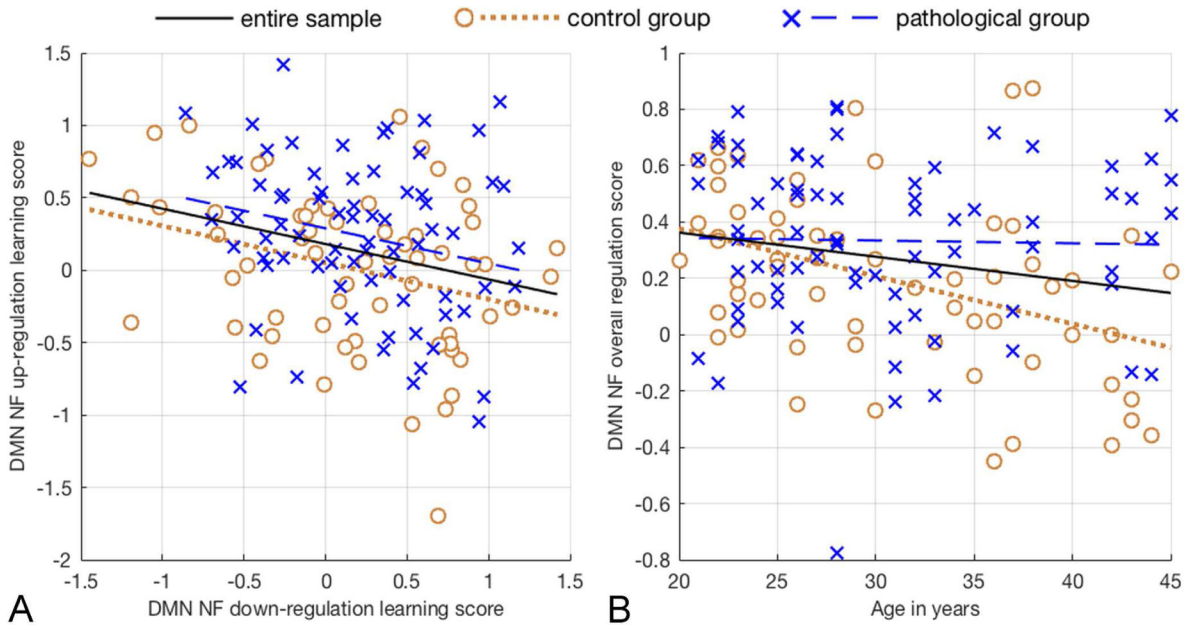 entire sample control group pathological group
1.5
1
0.5
0
-0.5
-1
-1.5
-2
DMN NF up-regulation learning score
-1.5 -1 -0.5 0 0.5 1 1.5
DMN NF down-regulation learning score
A
1
0.8
0.6
0.4
0.2
0
-0.2
-0.4
-0.6
-0.8
DMN NF overall regulation score
20 25 30 35 40 45
Age in years
B